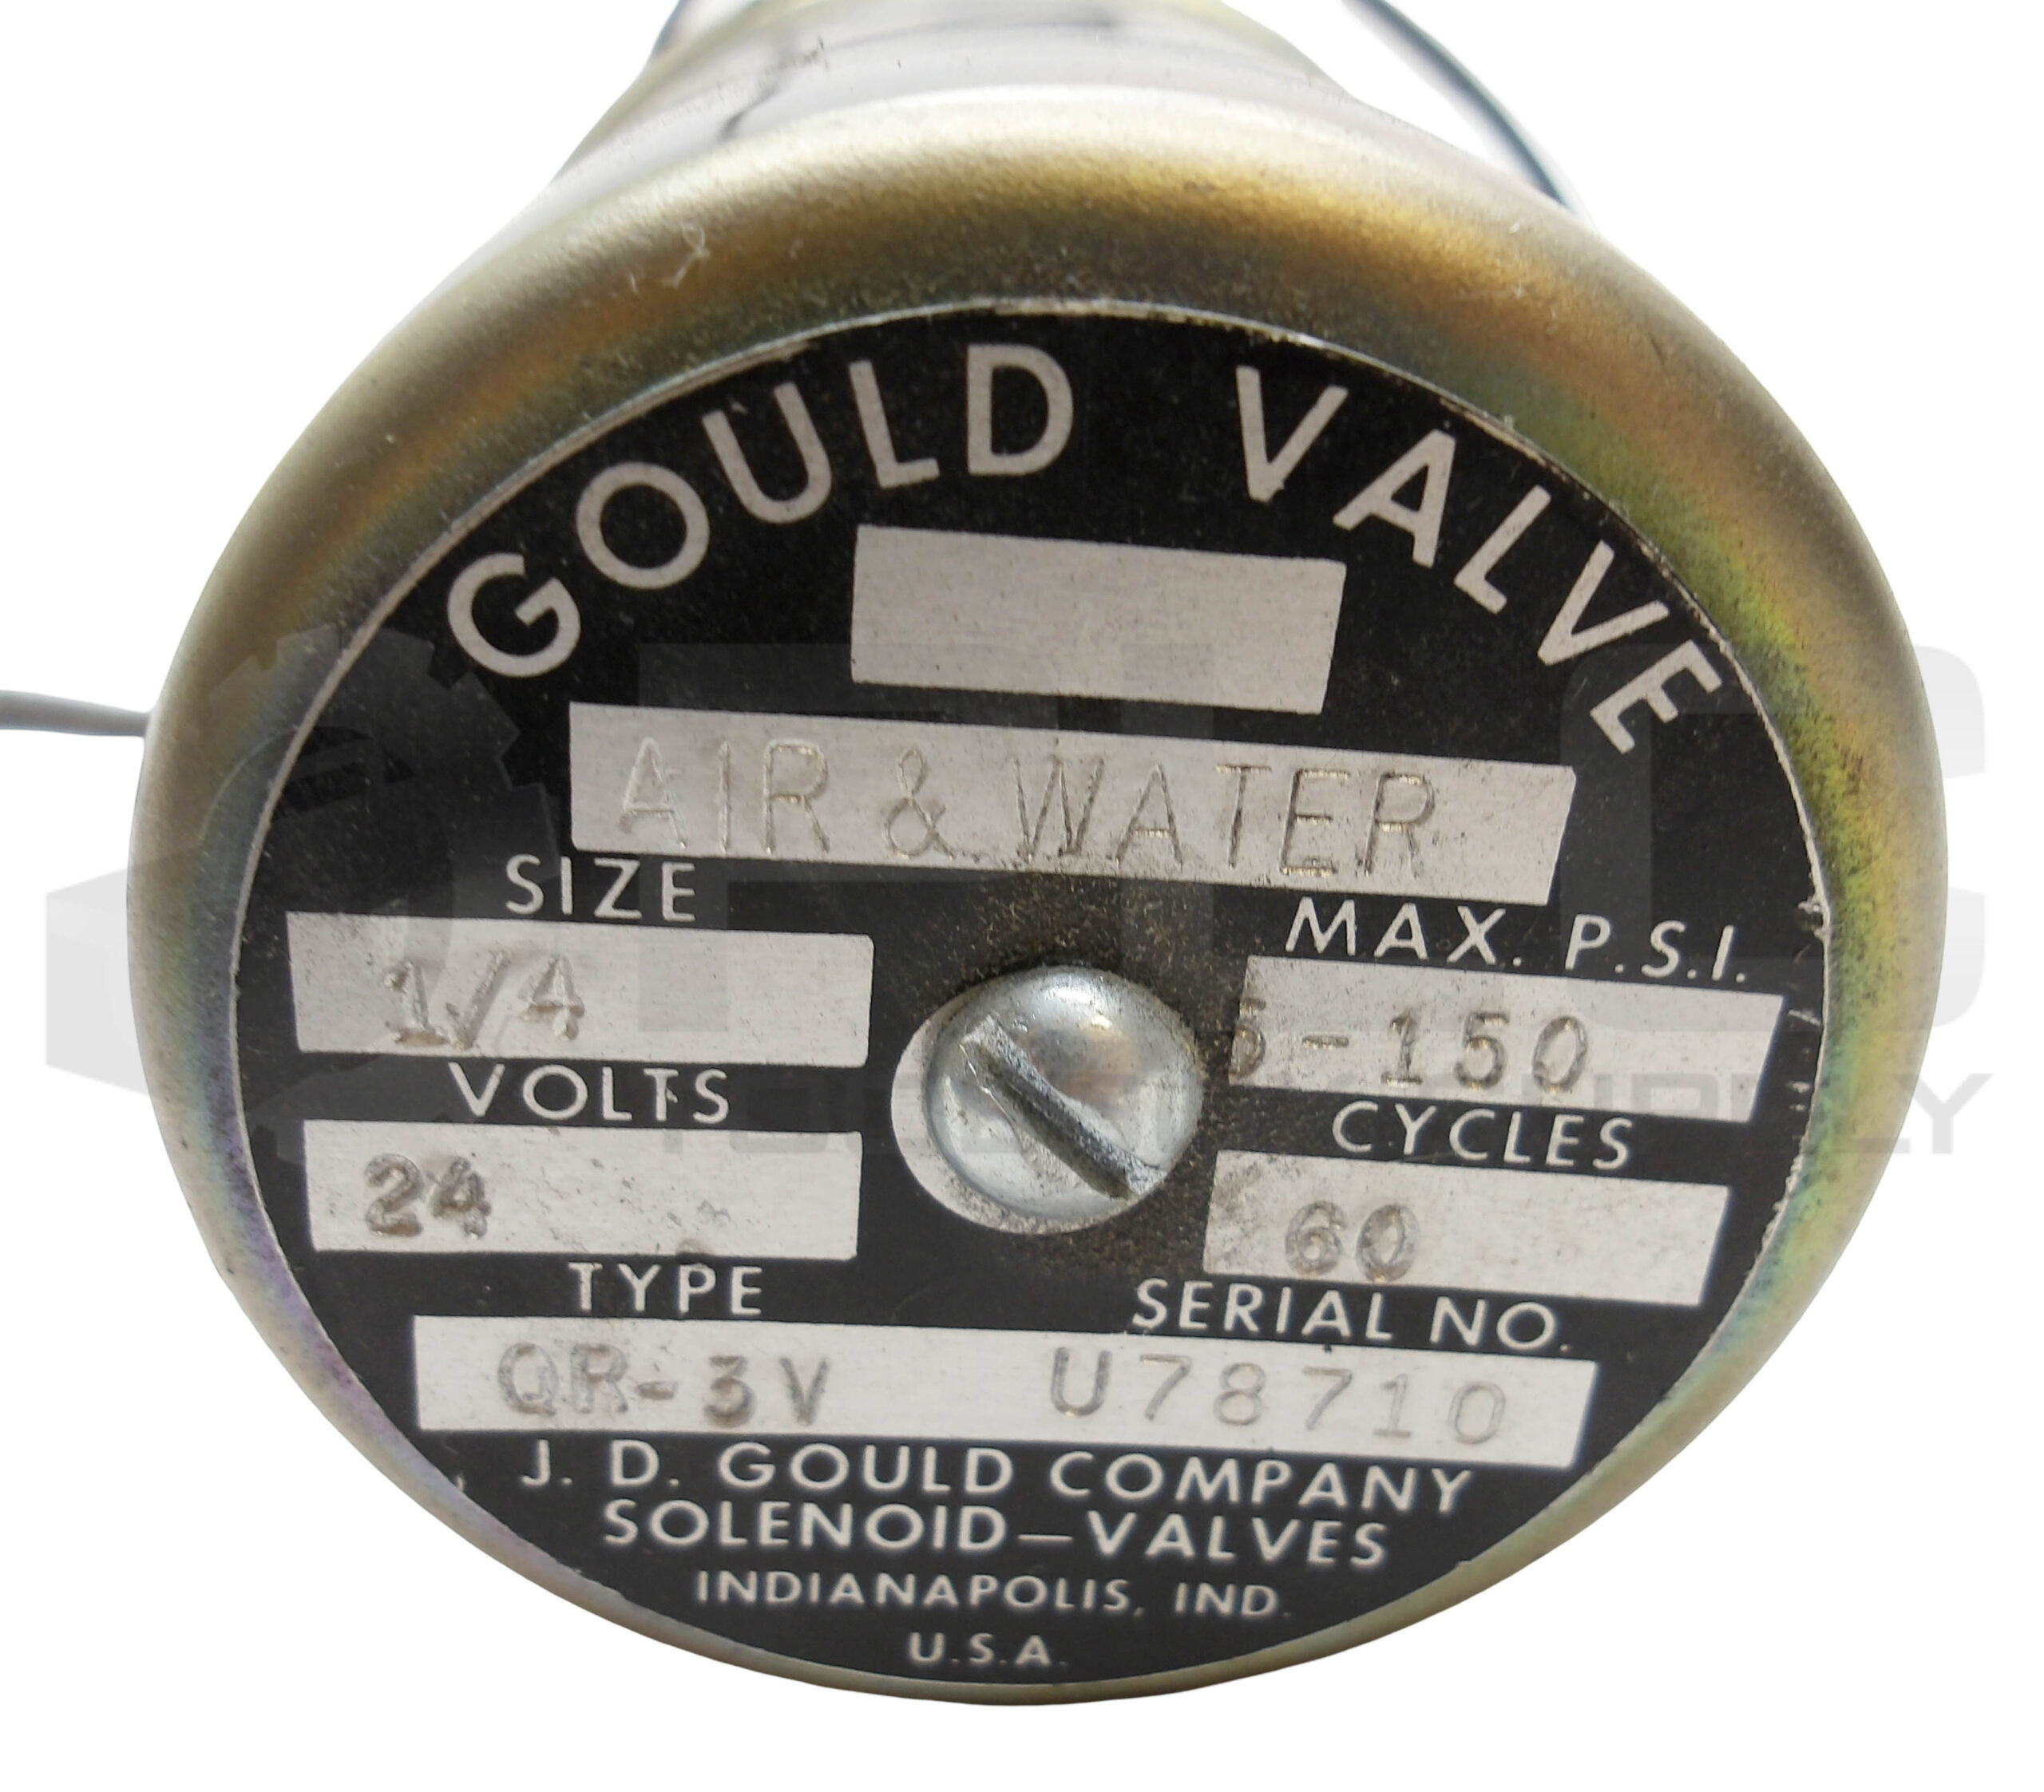 GOULD VALVE
AIR & WATER
SIZE
1/4
MAX. P.S.I.
5-150
VOLTS
24
CYCLES
60
TYPE
QR-3V
SERIAL NO.
U78710
J. D. GOULD COMPANY
SOLENOID—VALVES
INDIANAPOLIS, IND.
U.S.A.